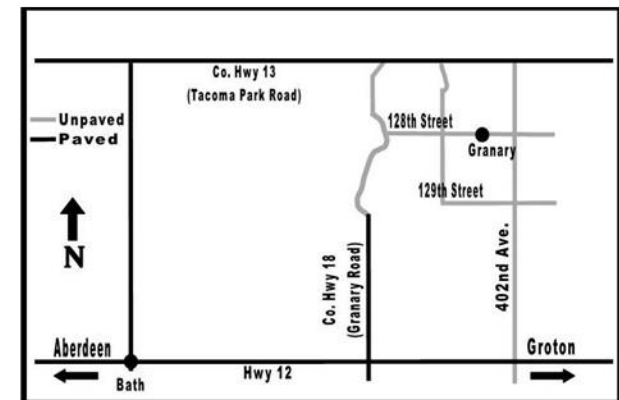 Co. Hwy 13
(Tacoma Park Road)
Unpaved
Paved
128th Street
Granary
129th Street
N
Co. Hwy 18
(Granary Road)
402nd Ave.
Aberdeen
Groton
Hwy 12
Bath